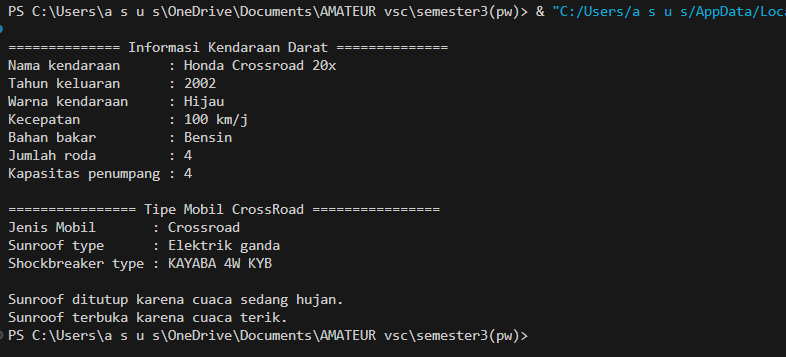 PS C:\Users\a s u s\OneDrive\Documents\AMATEUR vsc\semester3(pw)> & "C:/Users/a s u s/AppData/Loca
============== Informasi Kendaraan Darat ==============
Nama kendaraan      : Honda Crossroad 20x
Tahun keluaran      : 2002
Warna kendaraan     : Hijau
Kecepatan           : 100 km/j
Bahan bakar         : Bensin
Jumlah roda         : 4
Kapasitas penumpang : 4
================ Tipe Mobil CrossRoad ================
Jenis Mobil       : Crossroad
Sunroof type      : Elektrik ganda
Shockbreaker type : KAYABA 4W KYB
Sunroof ditutup karena cuaca sedang hujan.
Sunroof terbuka karena cuaca terik.
PS C:\Users\a s u s\OneDrive\Documents\AMATEUR vsc\semester3(pw)>